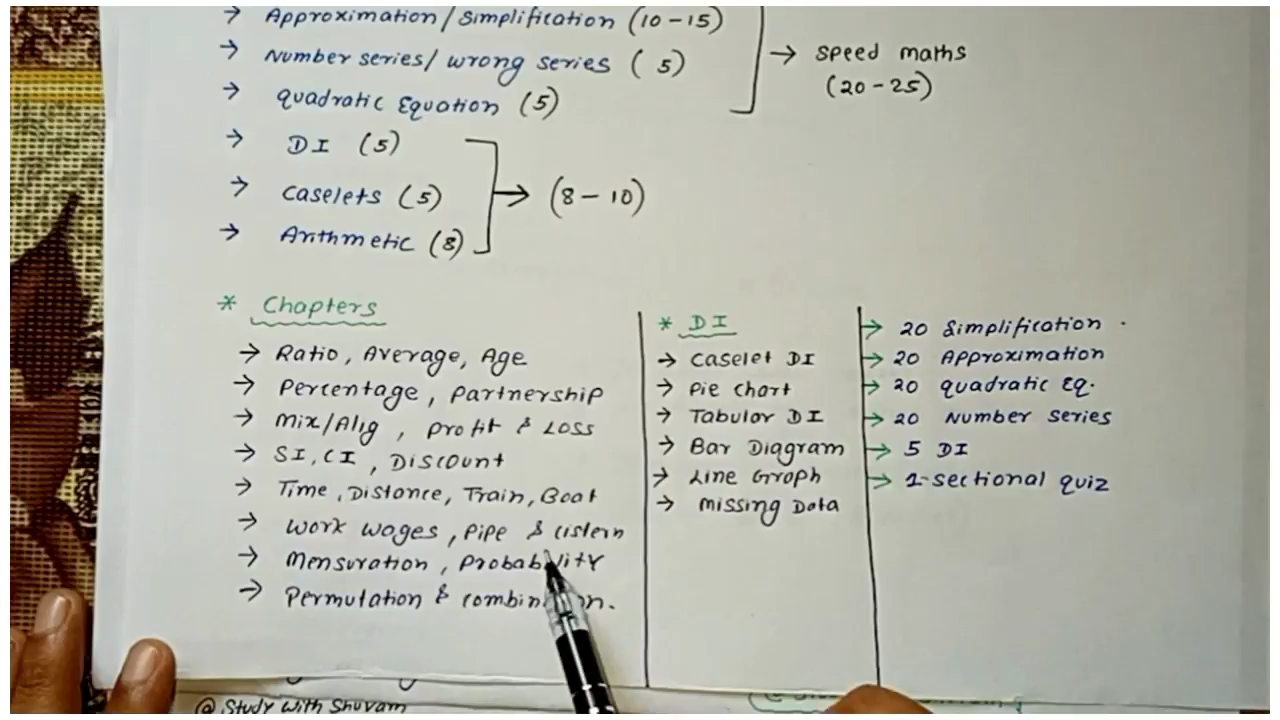 → Approximation/Simplification (10-15)
→ Number series/ wrong series ( 5)
→ quadratic Equation (5)
→ speed maths
(20-25)
→ DI (5)
→ Caselets (5)
→ Arithmetic (8)
→ (8-10)
* Chapters
→ Ratio, Average, Age
→ Percentage, Partnership
→ Mix/Alig, Profit & Loss
→ SI, CI, Discount
→ Time, Distance, Train, Boat
→ Work Wages, Pipe & Cistern
→ Mensuration, Probability
→ Permutation &
* DI
→ Caselet DI
→ Pie Chart
→ Tabular DI
→ Bar Diagram
→ Line Graph
→ Missing Data
→ 20 Simplification
→ 20 Approximation
→ 20 quadratic Eq.
→ 20 Number series
→ 5 DI
→ 1-sectional quiz
@ Study With Shuvam